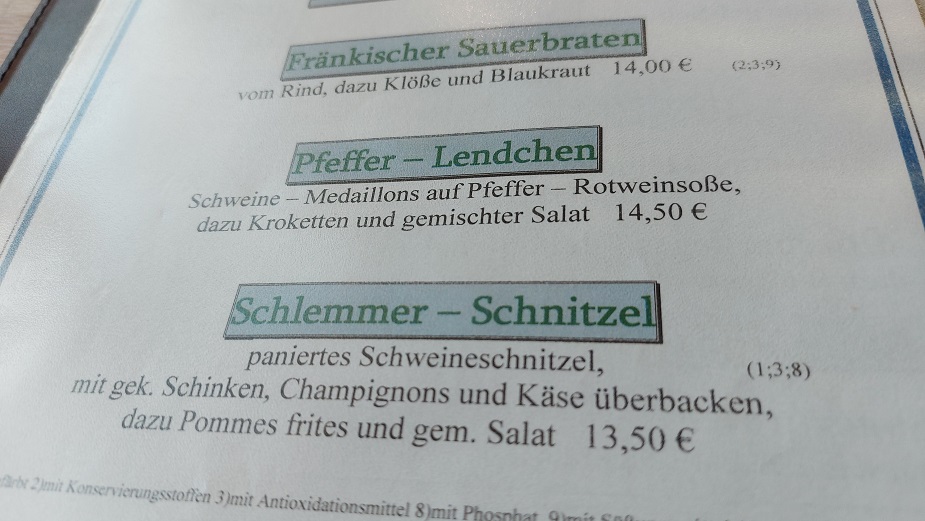 Fränkischer Sauerbraten
vom Rind, dazu Klöße und Blaukraut 14,00 € (2;3;9)
Pfeffer – Lendchen
Schweine – Medaillons auf Pfeffer – Rotweinsoße,
dazu Kroketten und gemischter Salat 14,50 €
Schlemmer – Schnitzel
paniertes Schweineschnitzel, (1;3;8)
mit gek. Schinken, Champignons und Käse überbacken,
dazu Pommes frites und gem. Salat 13,50 €
2)mit Konservierungsstoffen 3)mit Antioxidationsmittel 8)mit Phosphat 9)mit